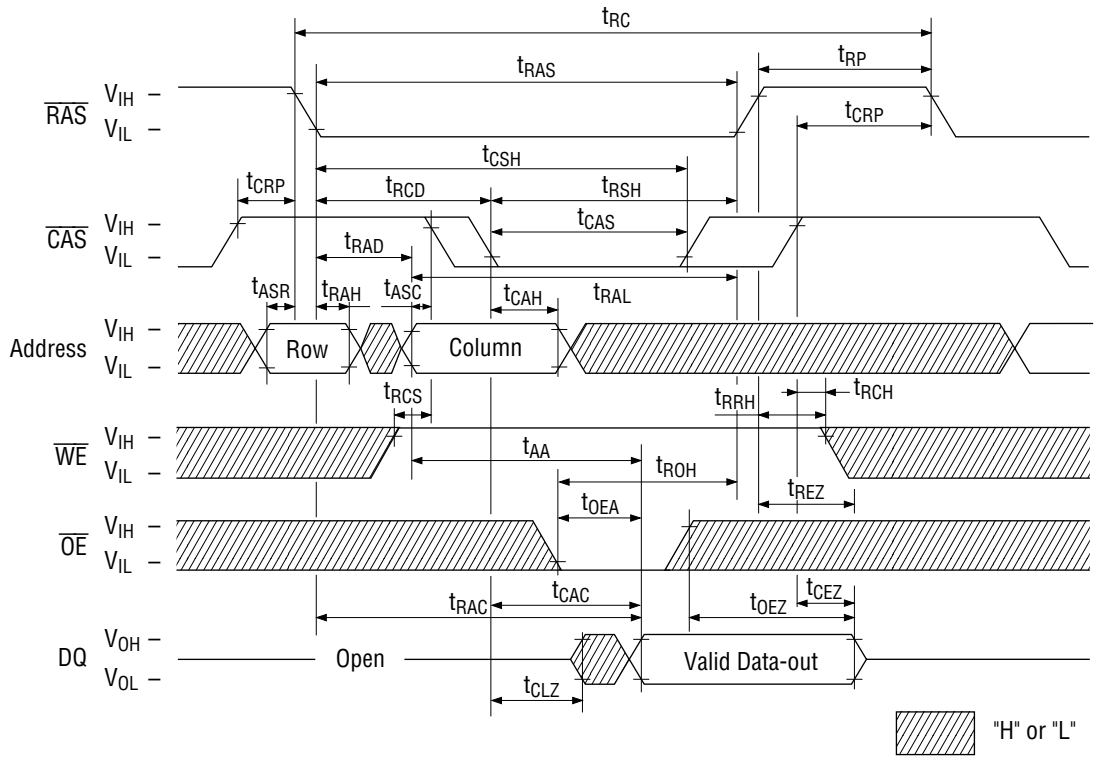 tRC
tRP
tRAS
RAS
VIH
VIL
tCRP
tCSH
tCRP
tRCD
tRSH
CAS
VIH
VIL
tCAS
tRAD
tRAL
tASR
tRAH
tASC
tCAH
Address
VIH
VIL
Row
Column
tRCS
tRRH
tRCH
WE
VIH
VIL
tAA
tROH
tREZ
tOEA
OE
VIH
VIL
tCAC
tCEZ
tRAC
tOEZ
DQ
VOH
VOL
Open
Valid Data-out
tCLZ
"H" or "L"